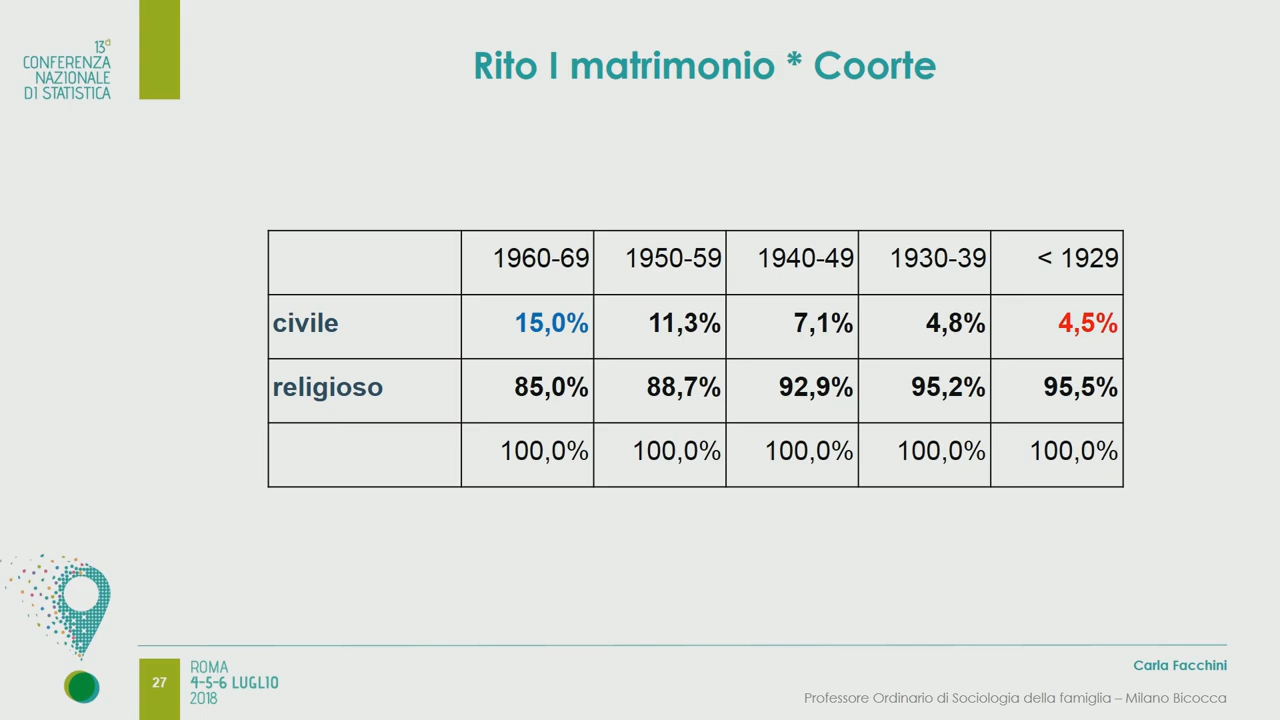 13a
CONFERENZA
NAZIONALE
DI STATISTICA
Rito I matrimonio * Coorte
1960-69 1950-59 1940-49 1930-39 < 1929
civile 15,0% 11,3% 7,1% 4,8% 4,5%
religioso 85,0% 88,7% 92,9% 95,2% 95,5%
100,0% 100,0% 100,0% 100,0% 100,0%
27
ROMA
4-5-6 LUGLIO
2018
Carla Facchini
Professore Ordinario di Sociologia della famiglia – Milano Bicocca